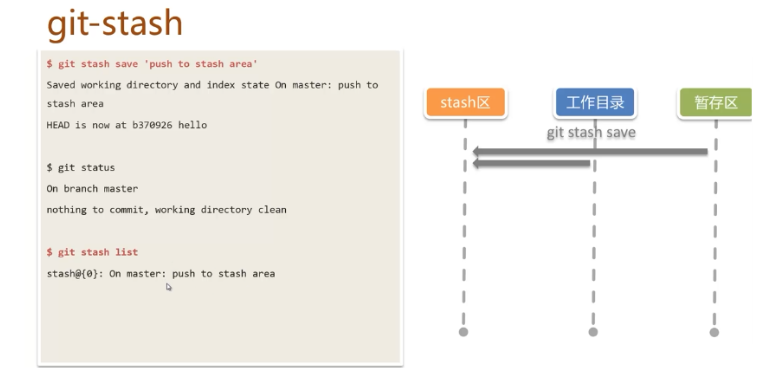 git-stash
$ git stash save 'push to stash area'
Saved working directory and index state On master: push to
stash area
HEAD is now at b370926 hello
$ git status
On branch master
nothing to commit, working directory clean
$ git stash list
stash@{0}: On master: push to stash area
stash区
工作目录
暂存区
git stash save